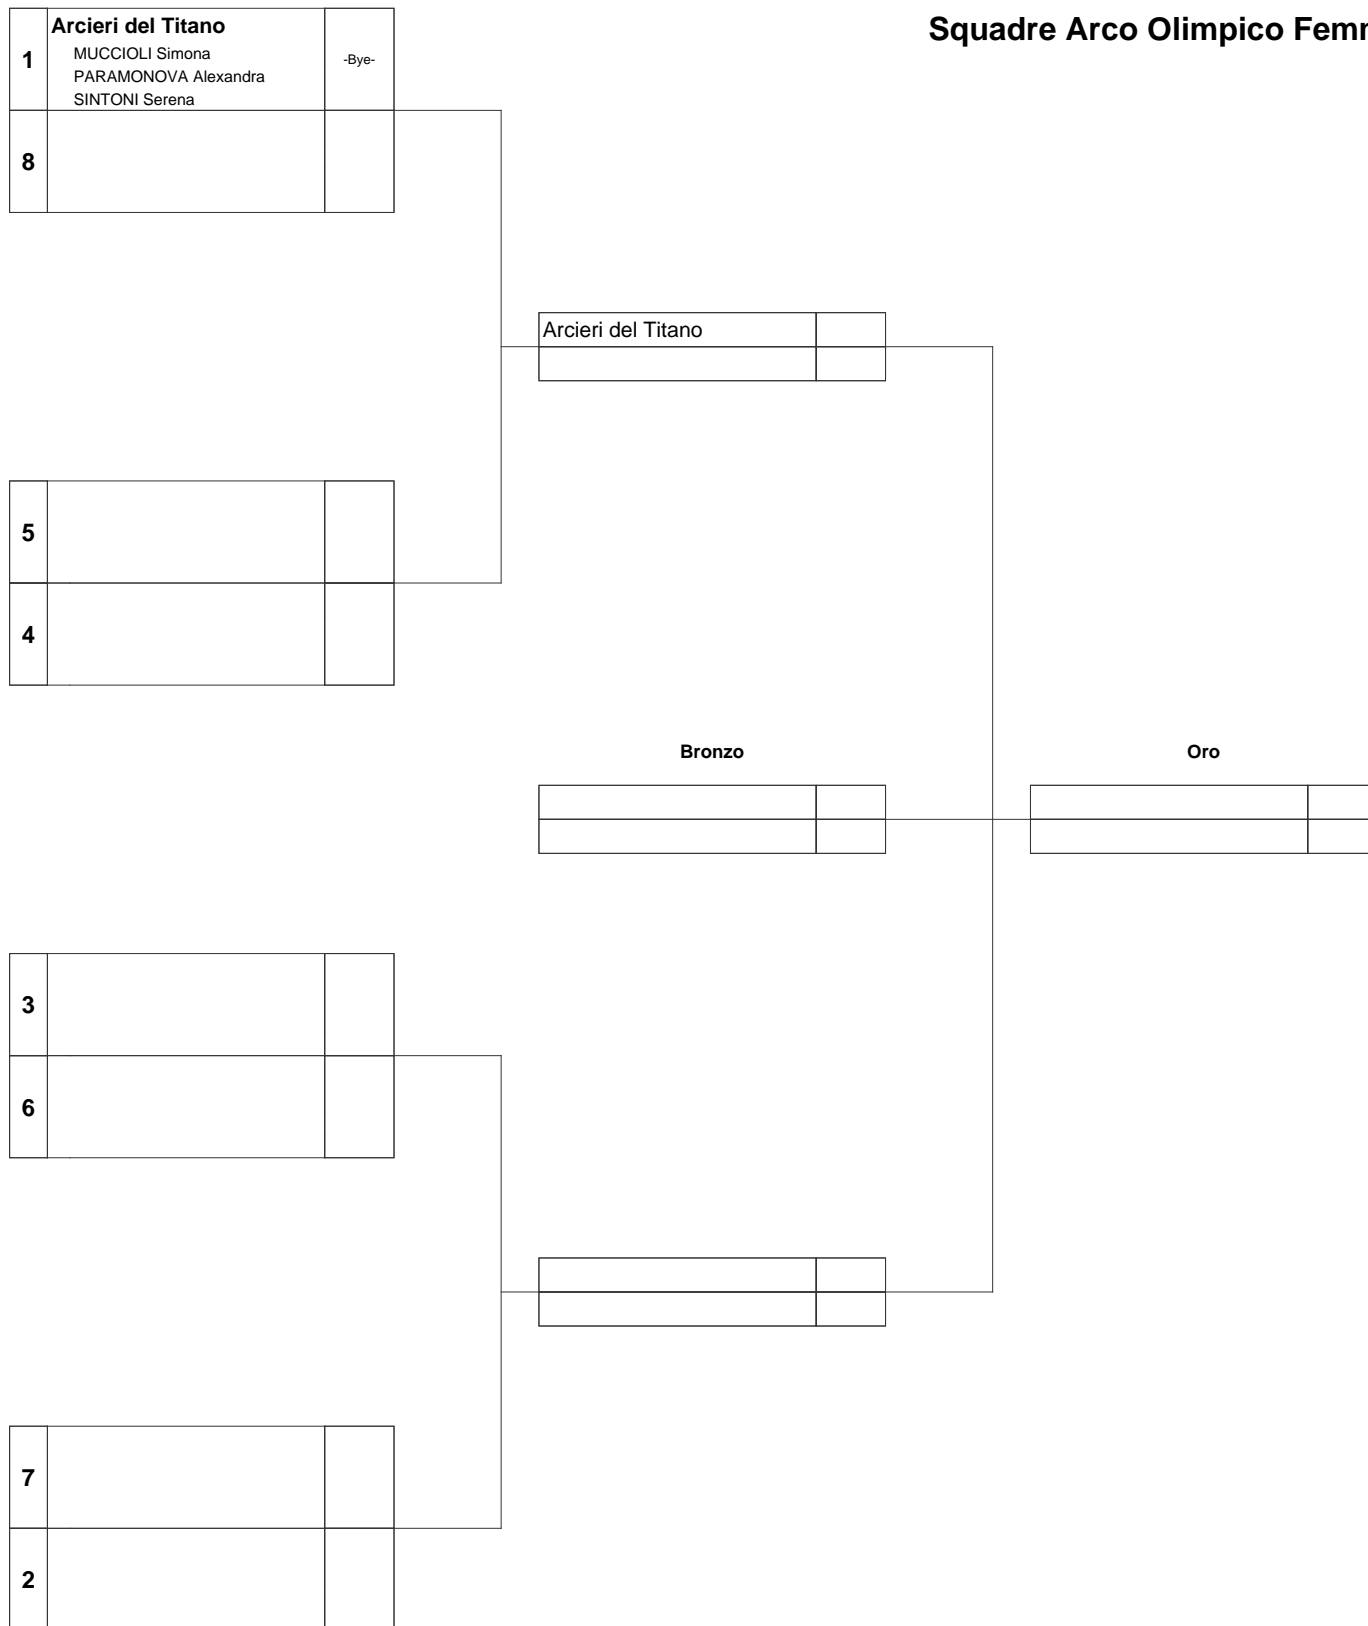 Squadre Arco Olimpico
1
Arcieri del Titano
MUCCIOLI Simona
PARAMONOVA Alexandra
SINTONI Serena
-Bye-
8
Arcieri del Titano
5
4
Bronzo
Oro
3
6
7
2